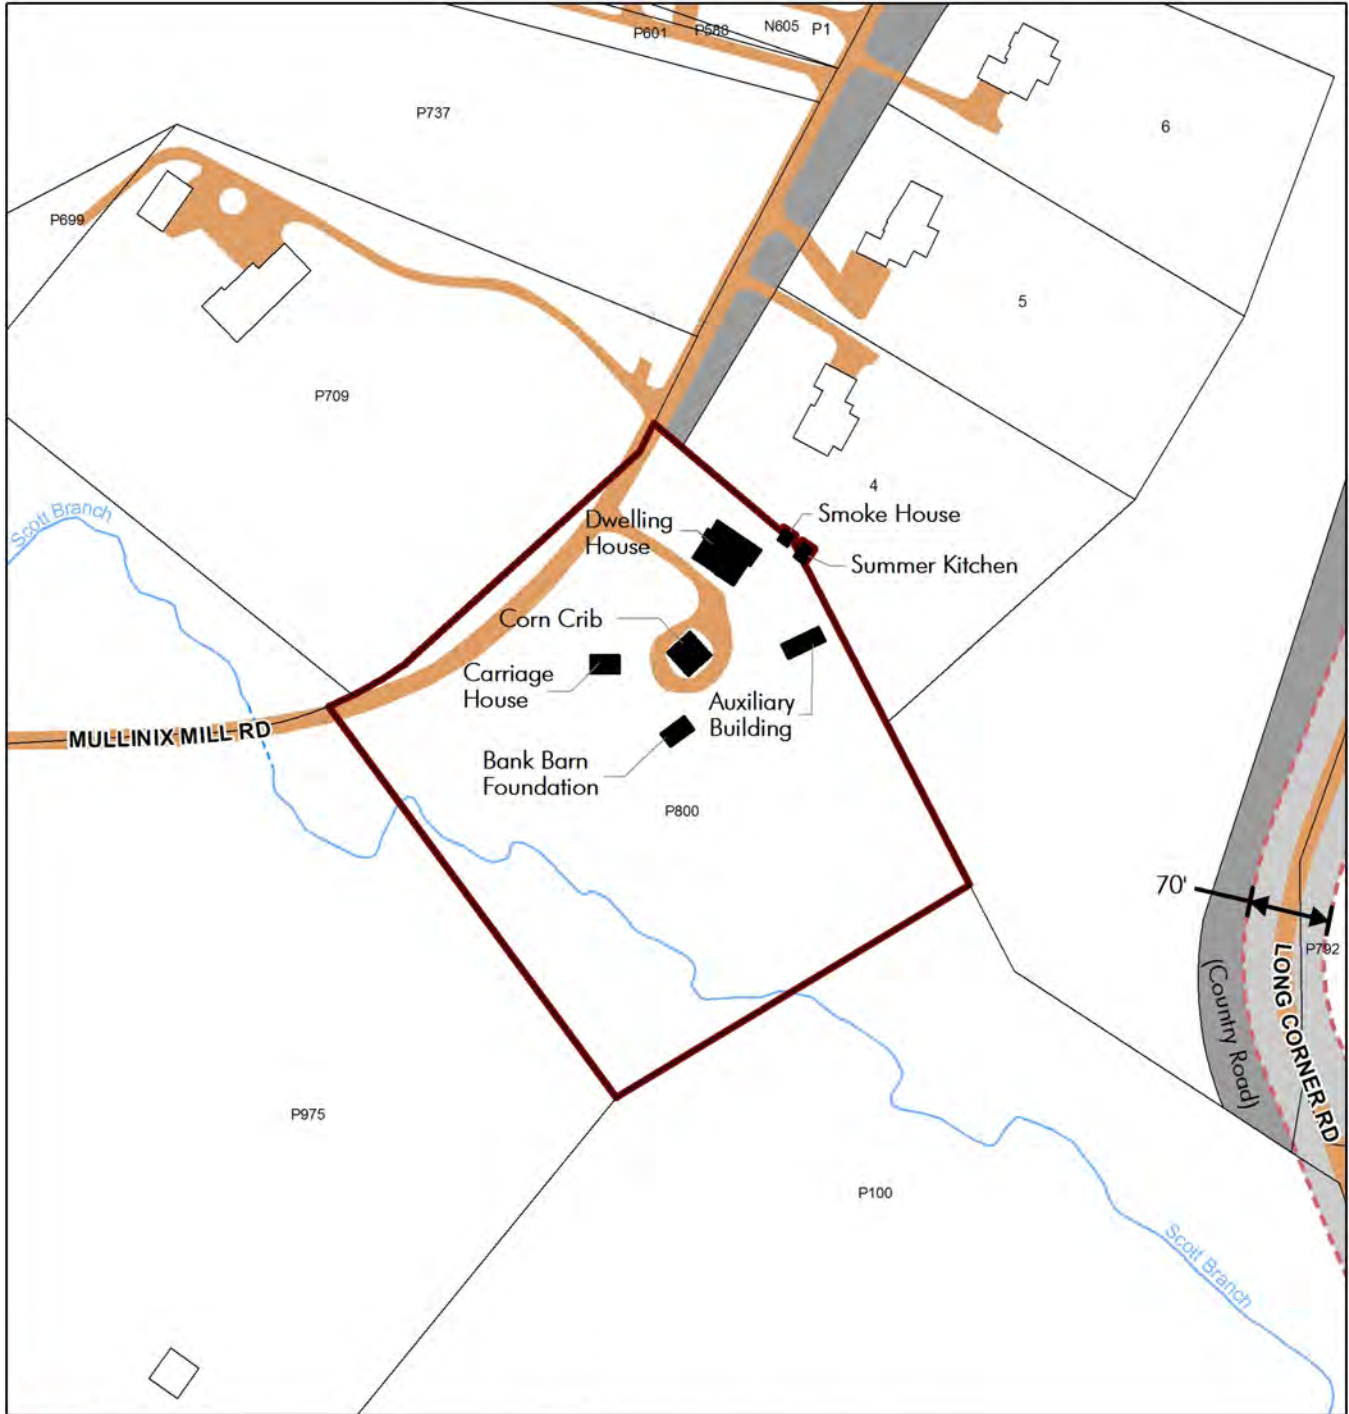 P601
P588
N605
P1
P737
6
P699
5
P709
4
Scott Branch
Smoke House
Dwelling
House
Summer Kitchen
Corn Crib
Carriage
House
Auxiliary
Building
MULLINIX MILL RD
Bank Barn
Foundation
P800
70'
P792
LONG CORNER RD
(Country Road)
P975
P100
Scott Branch